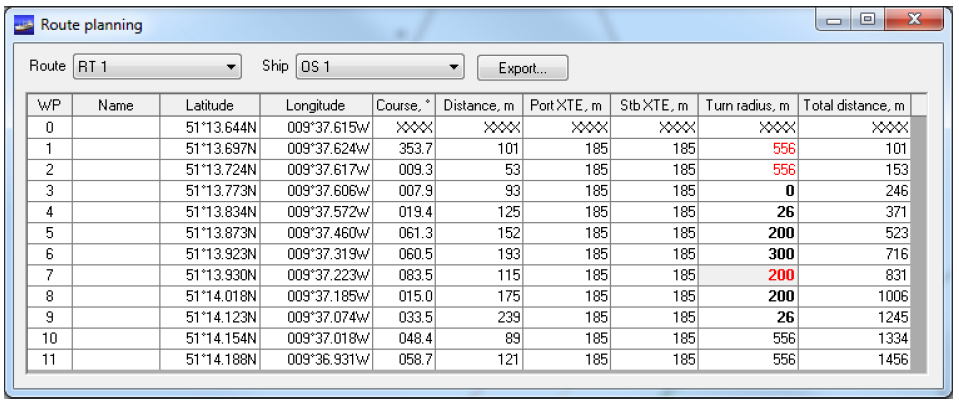 Route planning
Route RT 1 Ship OS 1 Export...
WP Name Latitude Longitude Course, ° Distance, m Port XTE, m Stb XTE, m Turn radius, m Total distance, m
0 51°13.644N 009°37.615W XXXX XXXX XXXX XXXX XXXX XXXX
1 51°13.697N 009°37.624W 353.7 101 185 185 556 101
2 51°13.724N 009°37.617W 009.3 53 185 185 556 153
3 51°13.773N 009°37.606W 007.9 93 185 185 0 246
4 51°13.834N 009°37.572W 019.4 125 185 185 26 371
5 51°13.873N 009°37.460W 061.3 152 185 185 200 523
6 51°13.923N 009°37.319W 060.5 193 185 185 300 716
7 51°13.930N 009°37.223W 083.5 115 185 185 200 831
8 51°14.018N 009°37.185W 015.0 175 185 185 200 1006
9 51°14.123N 009°37.074W 033.5 239 185 185 26 1245
10 51°14.154N 009°37.018W 048.4 89 185 185 556 1334
11 51°14.188N 009°36.931W 058.7 121 185 185 556 1456